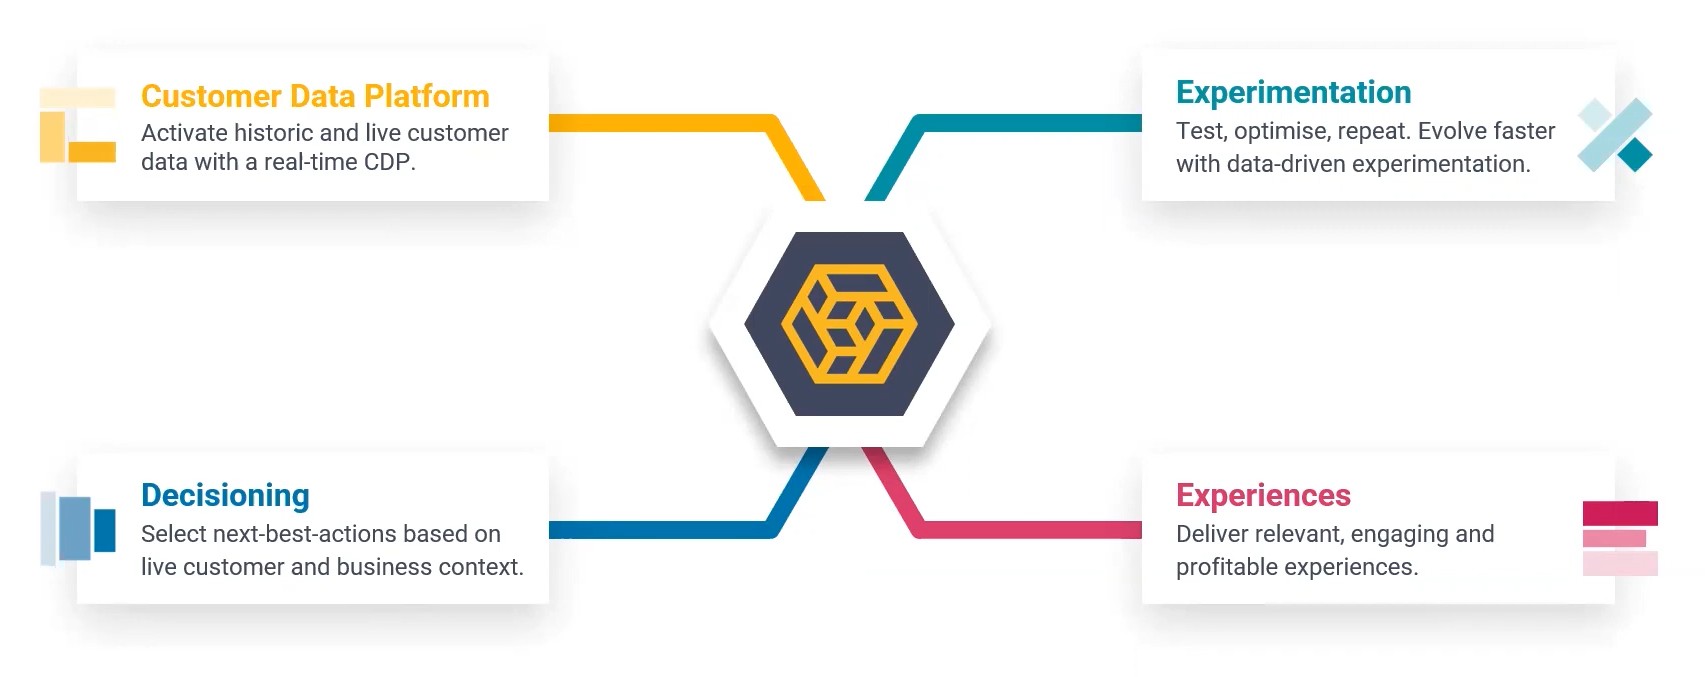 Customer Data Platform
Activate historic and live customer
data with a real-time CDP.
Experimentation
Test, optimise, repeat. Evolve faster
with data-driven experimentation.
Decisioning
Select next-best-actions based on
live customer and business context.
Experiences
Deliver relevant, engaging and
profitable experiences.